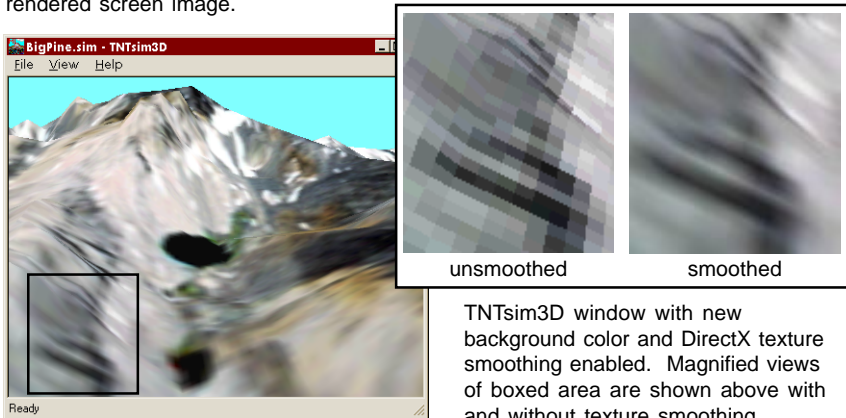 rendered screen image.
BigPine.sim - TNTsim3D
File View Help
Ready
unsmoothed
smoothed
TNTsim3D window with new
background color and DirectX texture
smoothing enabled. Magnified views
of boxed area are shown above with
and without texture smoothing